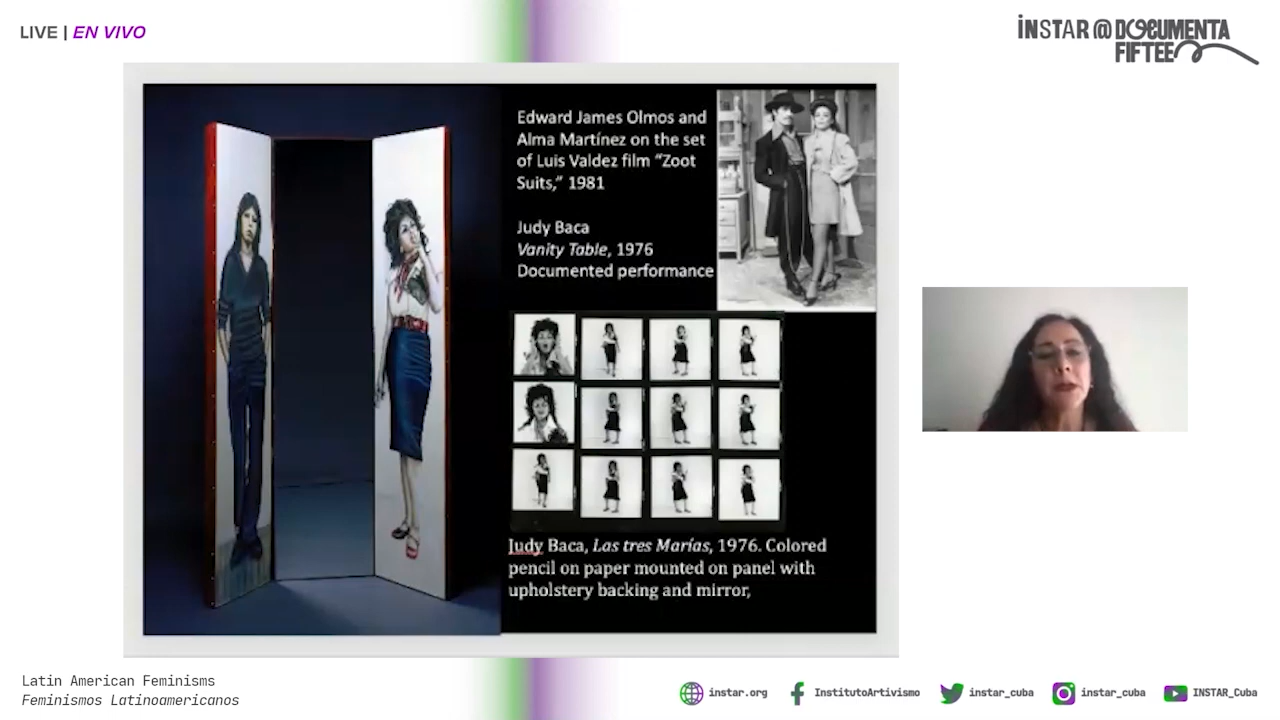 LIVE | EN VIVO
INSTAR @ DOCUMENTA
FIFTEE
Edward James Olmos and
Alma Martínez on the set
of Luis Valdez film “Zoot
Suits,” 1981
Judy Baca
Vanity Table, 1976
Documented performance
Judy Baca, Las tres Marías, 1976. Colored
pencil on paper mounted on panel with
upholstery backing and mirror,
Latin American Feminisms
Feminismos Latinoamericanos
instar.org
InstitutoArtivismo
instar_cuba
instar_cuba
INSTAR_Cuba